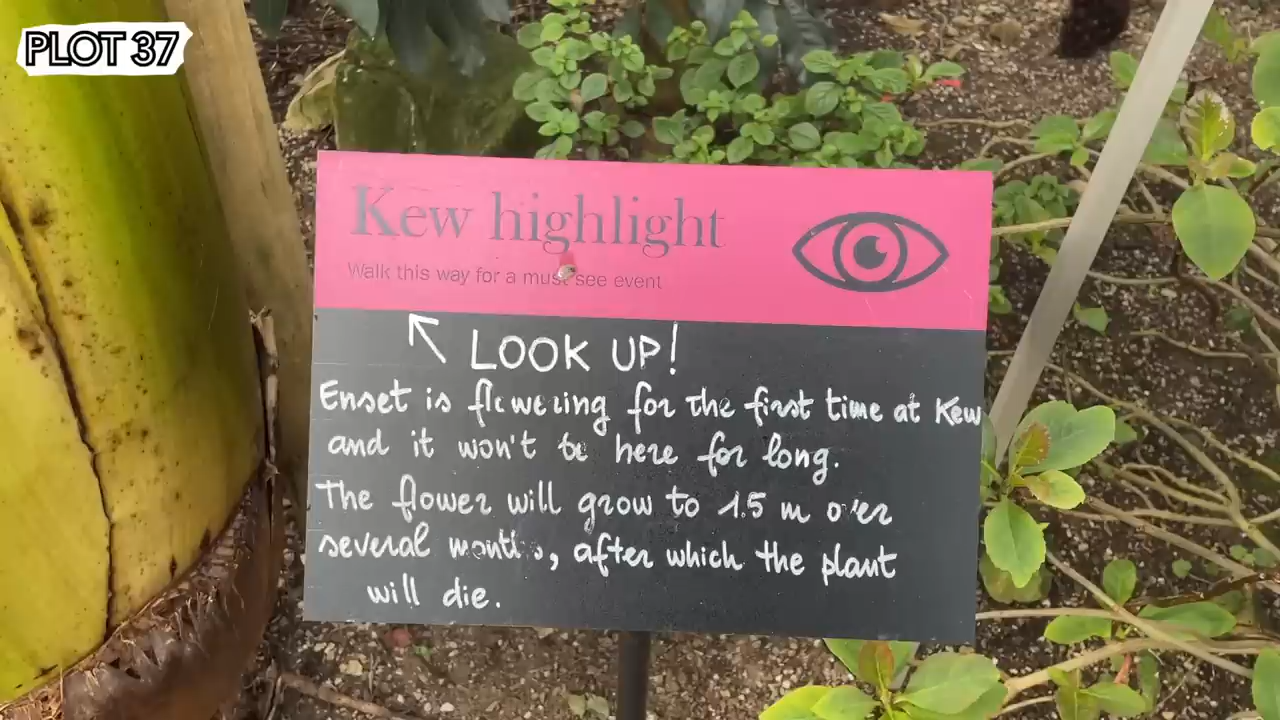 PLOT 37
Kew highlight
Walk this way for a must see event
LOOK UP!
Enset is flowering for the first time at Kew
and it won't be here for long.
The flower will grow to 1.5 m over
several months, after which the plant
will die.